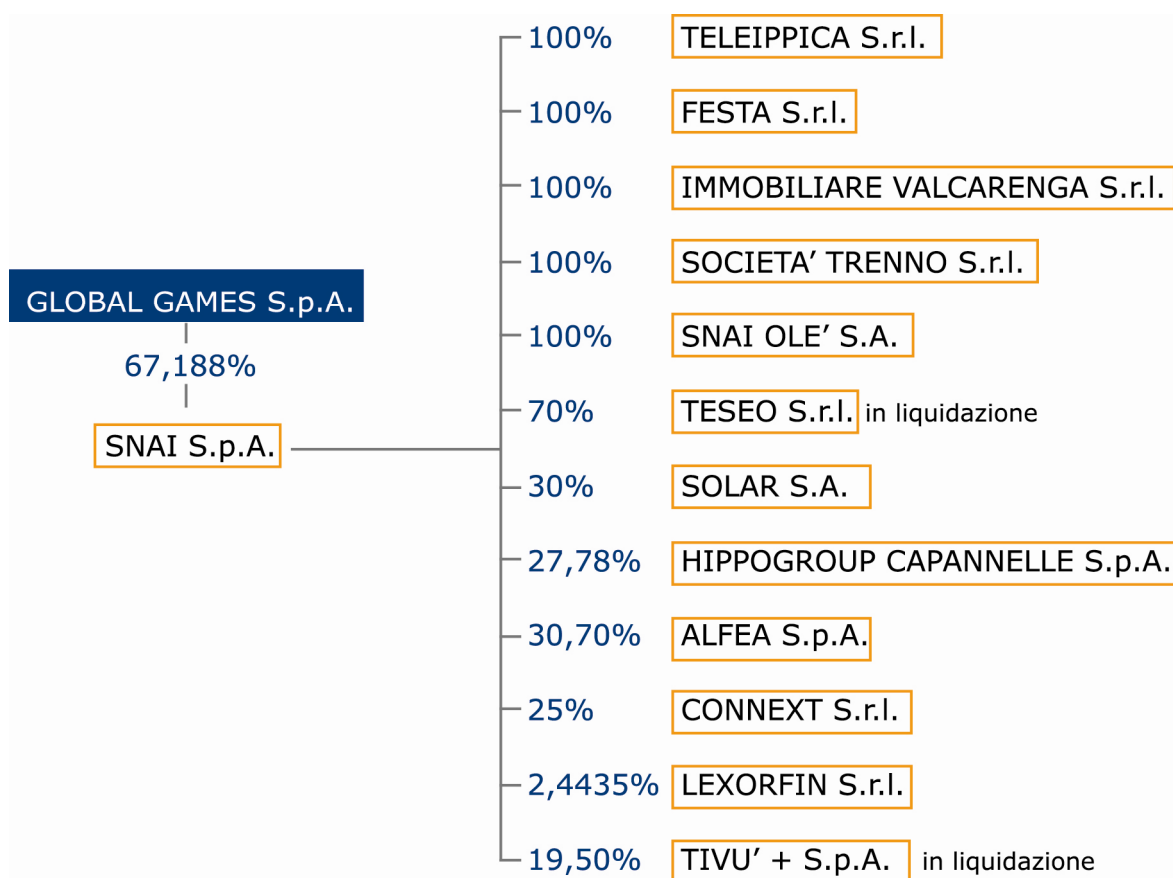 100% TELEIPPICA S.r.l.
100% FESTA S.r.l.
100% IMMOBILIARE VALCARENGA S.r.l.
100% SOCIETA’ TRENNO S.r.l.
GLOBAL GAMES S.p.A.
100% SNAI OLE’ S.A.
67,188%
70% TESEO S.r.l. in liquidazione
SNAI S.p.A.
30% SOLAR S.A.
27,78% HIPPOGROUP CAPANNELLE S.p.A.
30,70% ALFEA S.p.A.
25% CONNEXT S.r.l.
2,4435% LEXORFIN S.r.l.
19,50% TIVU’ + S.p.A. in liquidazione